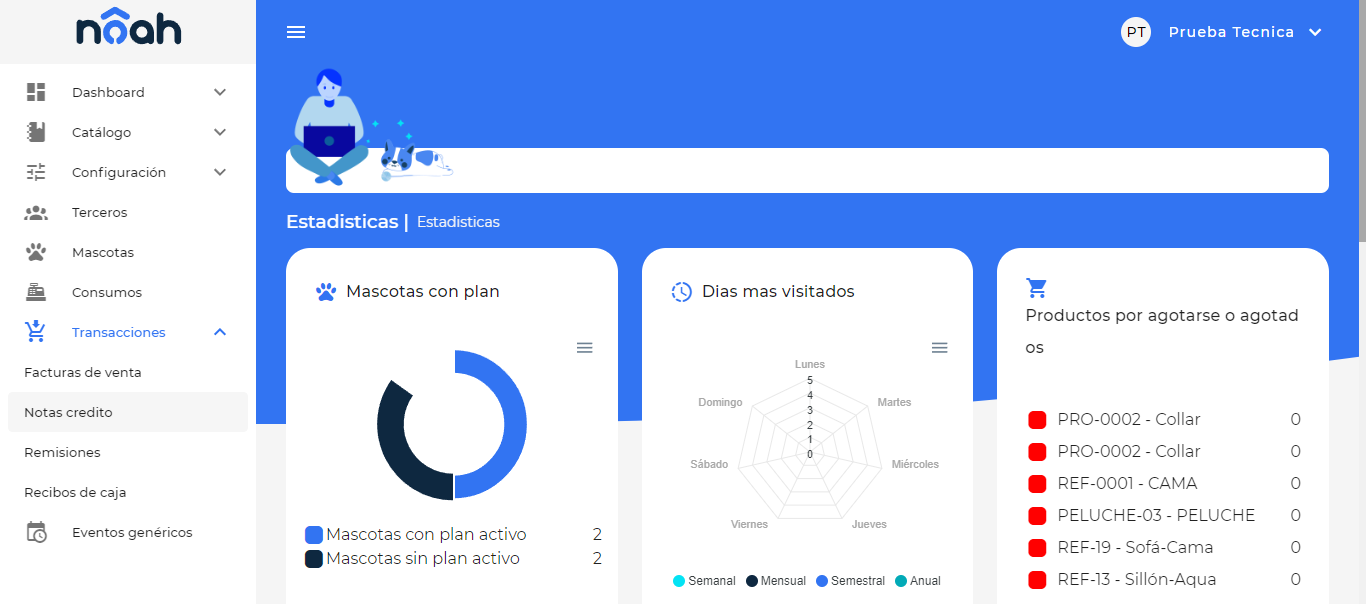 nôah
PT Prueba Tecnica
Dashboard
Catálogo
Configuración
Terceros
Mascotas
Consumos
Transacciones
Facturas de venta
Notas credito
Remisiones
Recibos de caja
Eventos genéricos
Estadisticas | Estadisticas
Mascotas con plan
Mascotas con plan activo 2
Mascotas sin plan activo 2
Dias mas visitados
Lunes
5
4
3
2
1
0
Domingo
Martes
Sábado
Miércoles
Viernes
Jueves
Semanal Mensual Semestral Anual
Productos por agotarse o agotad
os
PRO-0002 - Collar 0
PRO-0002 - Collar 0
REF-0001 - CAMA 0
PELUCHE-03 - PELUCHE 0
REF-19 - Sofá-Cama 0
REF-13 - Sillón-Aqua 0